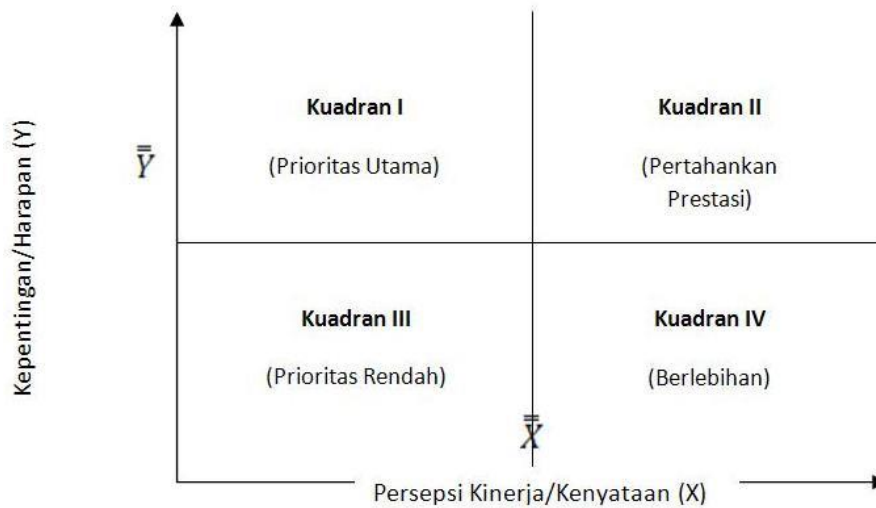 Kepentingan/Harapan (Y)
Y̿
Kuadran I
(Prioritas Utama)
Kuadran II
(Pertahankan
Prestasi)
Kuadran III
(Prioritas Rendah)
Kuadran IV
(Berlebihan)
X̿
Persepsi Kinerja/Kenyataan (X)